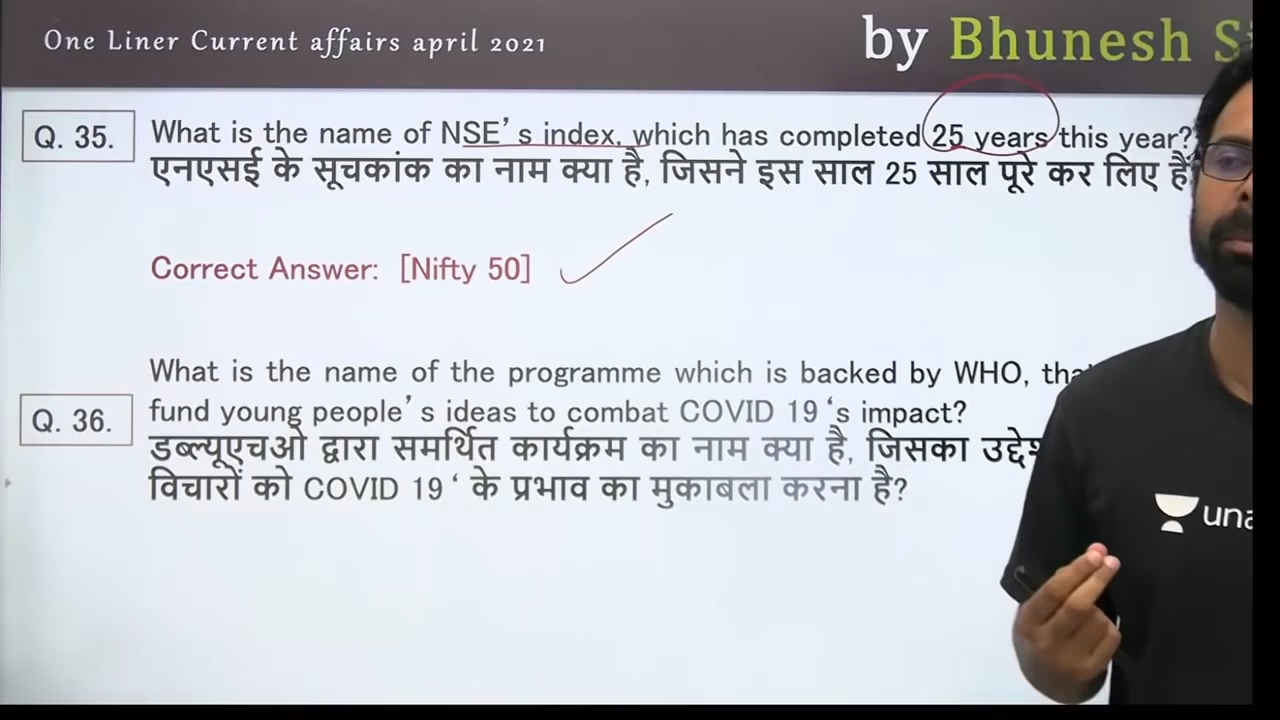 One Liner Current affairs april 2021
by Bhunesh
Q. 35.
What is the name of NSE's index, which has completed 25 years this year?
एनएसई के सूचकांक का नाम क्या है, जिसने इस साल 25 साल पूरे कर लिए हैं
Correct Answer: [Nifty 50]
Q. 36.
What is the name of the programme which is backed by WHO,
fund young people's ideas to combat COVID 19 's impact?
डब्ल्यूएचओ द्वारा समर्थित कार्यक्रम का नाम क्या है, जिसका
विचारों को COVID 19 ' के प्रभाव का मुकाबला करना है?
una